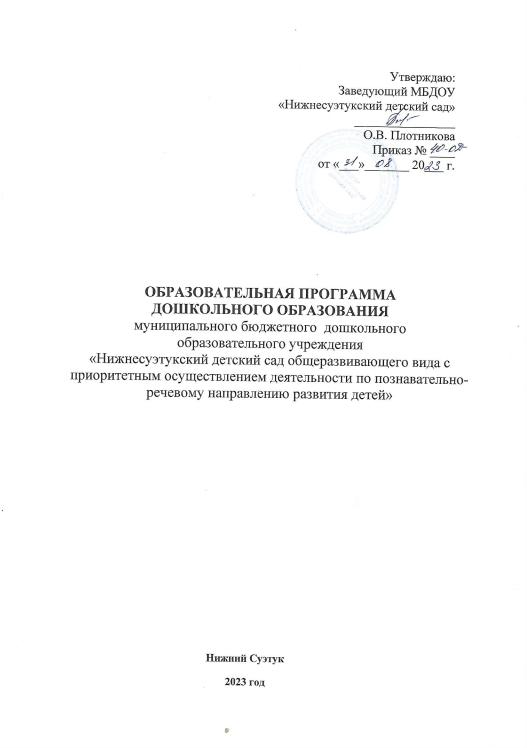 Утверждаю:
Заведующий МБДОУ
«Нижнесуэтукский детский сад»
О.В. Плотникова
Приказ № 40-од
от «31» 08 2023 г.
ОБРАЗОВАТЕЛЬНАЯ ПРОГРАММА
ДОШКОЛЬНОГО ОБРАЗОВАНИЯ
муниципального бюджетного дошкольного
образовательного учреждения
«Нижнесуэтукский детский сад общеразвивающего вида с
приоритетным осуществлением деятельности по познавательно-
речевому направлению развития детей»
Нижний Суэтук
2023 год